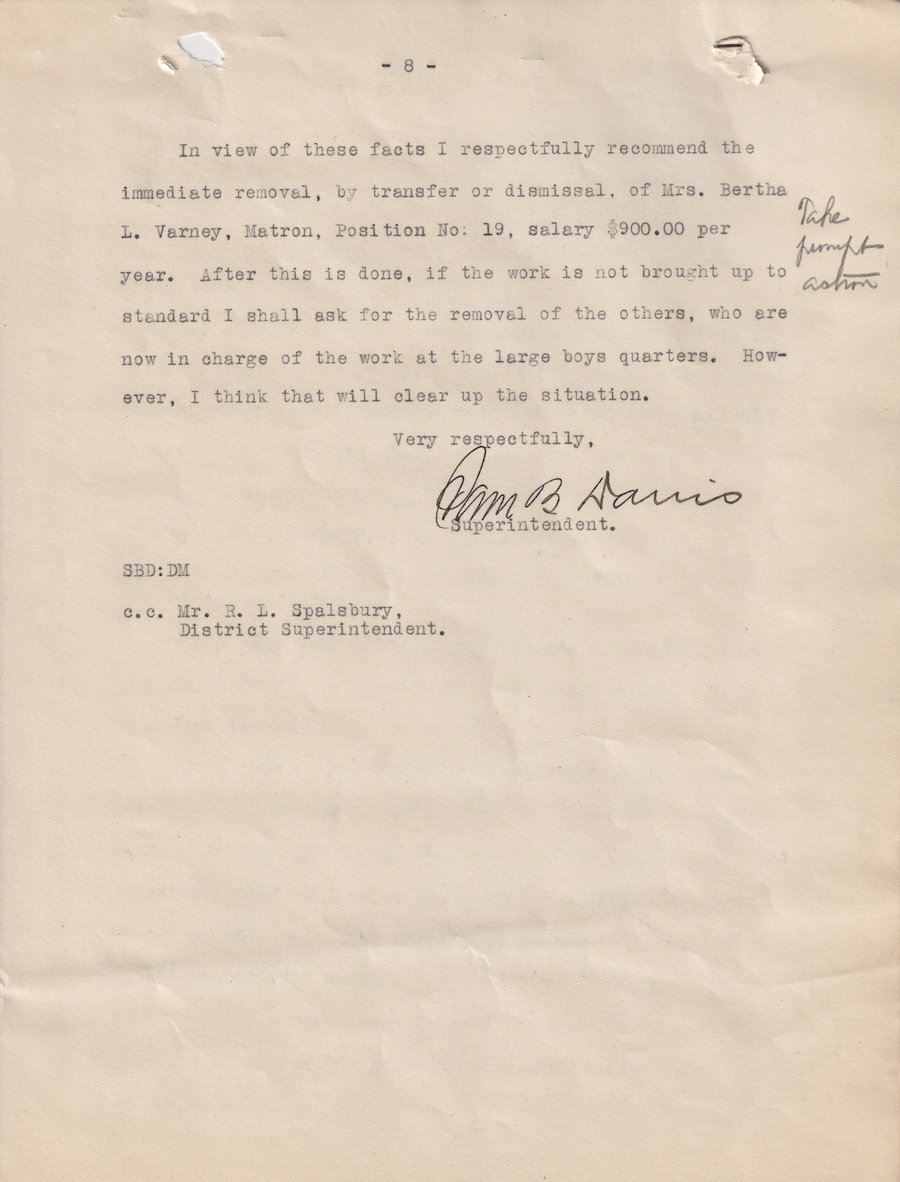 - 8 -
In view of these facts I respectfully recommend the
immediate removal, by transfer or dismissal, of Mrs. Bertha
L. Varney, Matron, Position No: 19, salary $900.00 per
year. After this is done, if the work is not brought up to
standard I shall ask for the removal of the others, who are
now in charge of the work at the large boys quarters. How-
ever, I think that will clear up the situation.
Take
prompt
action
Very respectfully,
Sam B Davis
Superintendent.
SBD:DM
c.c. Mr. R. L. Spalsbury,
District Superintendent.